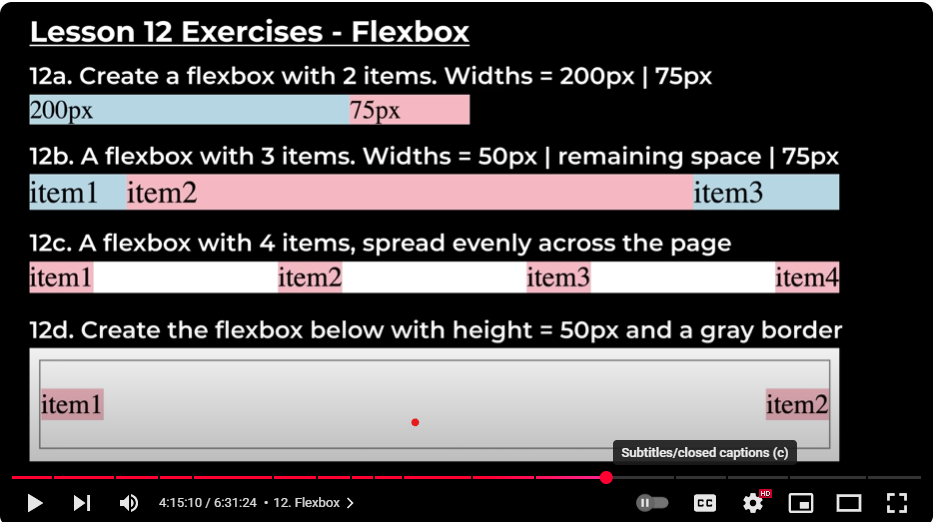 Lesson 12 Exercises - Flexbox
12a. Create a flexbox with 2 items. Widths = 200px | 75px
200px 75px
12b. A flexbox with 3 items. Widths = 50px | remaining space | 75px
item1 item2 item3
12c. A flexbox with 4 items, spread evenly across the page
item1 item2 item3 item4
12d. Create the flexbox below with height = 50px and a gray border
item1 item2
Subtitles/closed captions (c)
4:15:10 / 6:31:24 • 12. Flexbox
CC HD